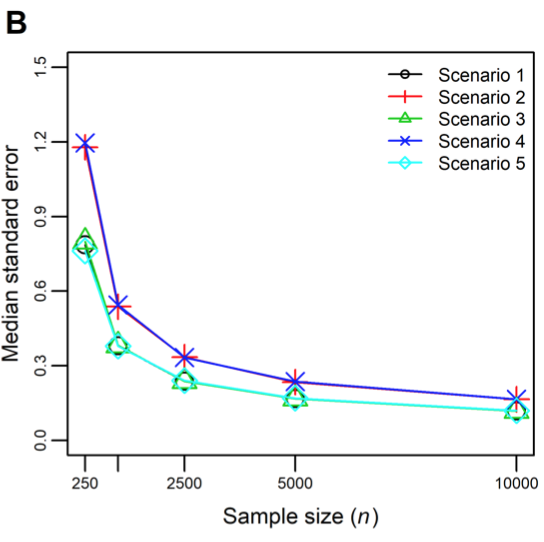 B
Median standard error
1.5
1.2
0.9
0.6
0.3
0.0
Scenario 1
Scenario 2
Scenario 3
Scenario 4
Scenario 5
250
2500
5000
10000
Sample size (n)